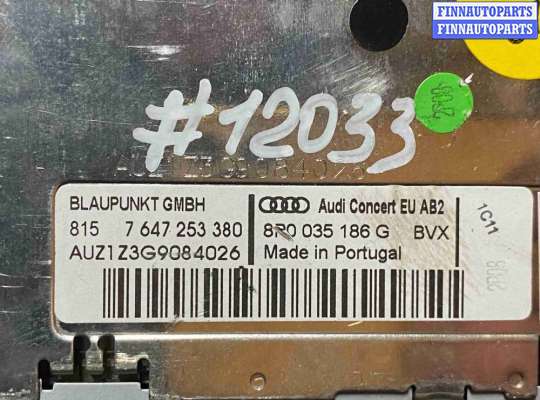 FINNAUTOPARTS
FINNAUTOPARTS
#12033
BLAUPUNKT GMBH
Audi Concert EU AB2
815 7 647 253 380
8P0 035 186 G BVX
AUZ1Z3G9084026
Made in Portugal
1C11